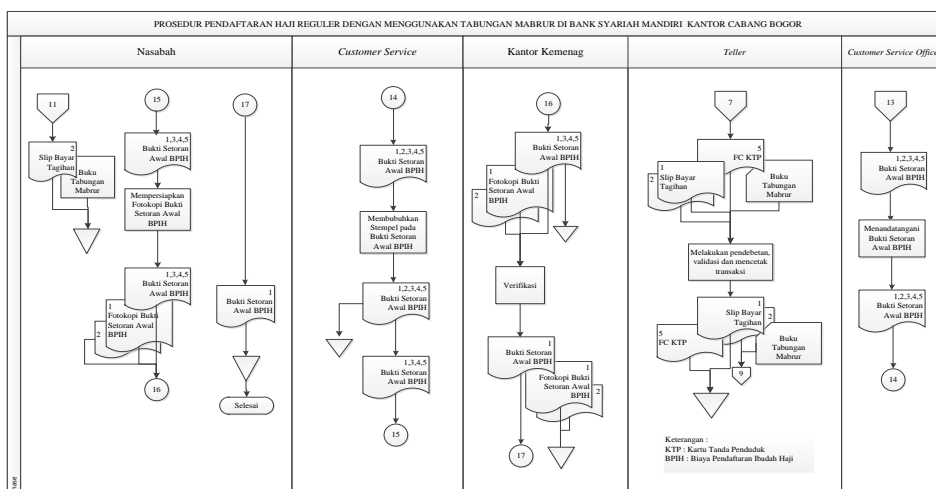 PROSEDUR PENDAFTARAN HAJI REGULER DENGAN MENGGUNAKAN TABUNGAN MABRUR DI BANK SYARIAH MANDIRI KANTOR CABANG BOGOR
Nasabah
Customer Service
Kantor Kemenag
Teller
Customer Service Office
11
2
Slip Bayar
Tagihan
Buku
Tabungan
Mabrur
15
1,3,4,5
Bukti Setoran
Awal BPIH
Mempersiapkan
Fotokopi Bukti
Setoran Awal
BPIH
1,3,4,5
Bukti Setoran
Awal BPIH
1
Fotokopi Bukti
Setoran Awal
BPIH
2
16
17
1
Bukti Setoran
Awal BPIH
Selesai
14
1,2,3,4,5
Bukti Setoran
Awal BPIH
Membubuhkan
Stempel pada
Bukti Setoran
Awal BPIH
1,2,3,4,5
Bukti Setoran
Awal BPIH
1,3,4,5
Bukti Setoran
Awal BPIH
15
16
1,3,4,5
Bukti Setoran
Awal BPIH
1
Fotokopi Bukti
Setoran Awal
BPIH
2
Verifikasi
1
Bukti Setoran
Awal BPIH
1
Fotokopi Bukti
Setoran Awal
BPIH
2
17
7
5
FC KTP
1
Slip Bayar
Tagihan
2
Buku
Tabungan
Mabrur
Melakukan pendebetan,
validasi dan mencetak
transaksi
1
Slip Bayar
Tagihan
2
5
FC KTP
Buku
Tabungan
Mabrur
9
Keterangan :
KTP : Kartu Tanda Penduduk
BPIH : Biaya Pendaftaran Ibadah Haji
13
1,2,3,4,5
Bukti Setoran
Awal BPIH
Menandatangani
Bukti Setoran
Awal BPIH
1,2,3,4,5
Bukti Setoran
Awal BPIH
14